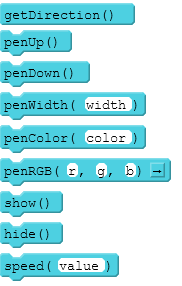 getDirection()
penUp()
penDown()
penWidth( width )
penColor( color )
penRGB( r, g, b) →
show()
hide()
speed( value )